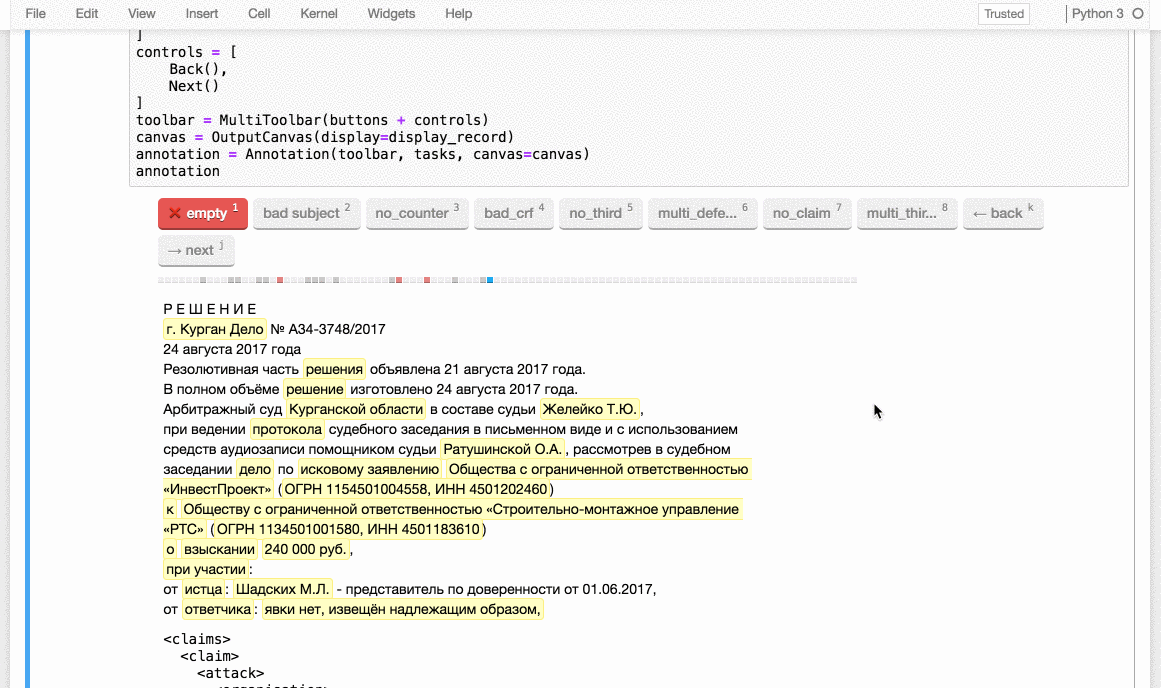 File Edit View Insert Cell Kernel Widgets Help Trusted Python 3
]
controls = [
    Back(),
    Next()
]
toolbar = MultiToolbar(buttons + controls)
canvas = OutputCanvas(display=display_record)
annotation = Annotation(toolbar, tasks, canvas=canvas)
annotation
empty 1 bad subject 2 no_counter 3 bad_crf 4 no_third 5 multi_defe... 6 no_claim 7 multi_thir... 8 ← back k
→ next j
Р Е Ш Е Н И Е
г. Курган Дело № А34-3748/2017
24 августа 2017 года
Резолютивная часть решения объявлена 21 августа 2017 года.
В полном объёме решение изготовлено 24 августа 2017 года.
Арбитражный суд Курганской области в составе судьи Желейко Т.Ю.,
при ведении протокола судебного заседания в письменном виде и с использованием
средств аудиозаписи помощником судьи Ратушинской О.А., рассмотрев в судебном
заседании дело по исковому заявлению Общества с ограниченной ответственностью
«ИнвестПроект» (ОГРН 1154501004558, ИНН 4501202460)
к Обществу с ограниченной ответственностью «Строительно-монтажное управление
«РТС» (ОГРН 1134501001580, ИНН 4501183610)
о взыскании 240 000 руб.,
при участии:
от истца: Шадских М.Л. - представитель по доверенности от 01.06.2017,
от ответчика: явки нет, извещён надлежащим образом,
<claims>
  <claim>
    <attack>